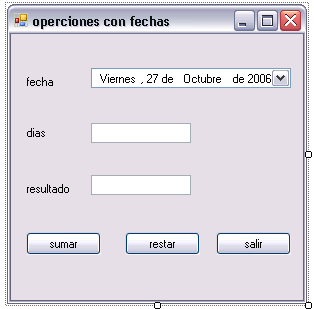 operciones con fechas
fecha
Viernes , 27 de Octubre de 2006
dias
resultado
sumar restar salir